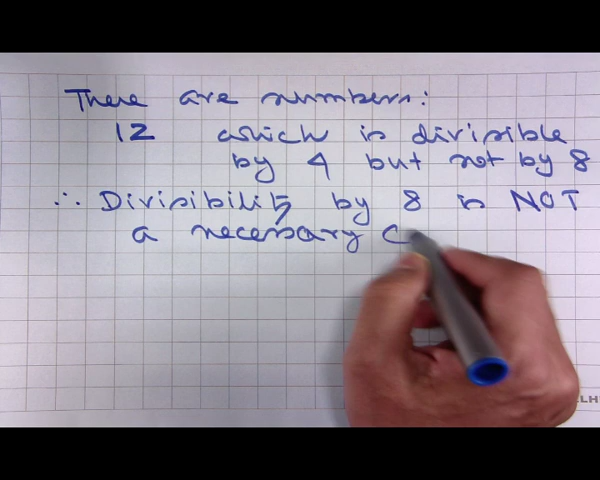 There are numbers:
12 which is divisible
by 4 but not by 8
∴ Divisibility by 8 is NOT
a necessary c